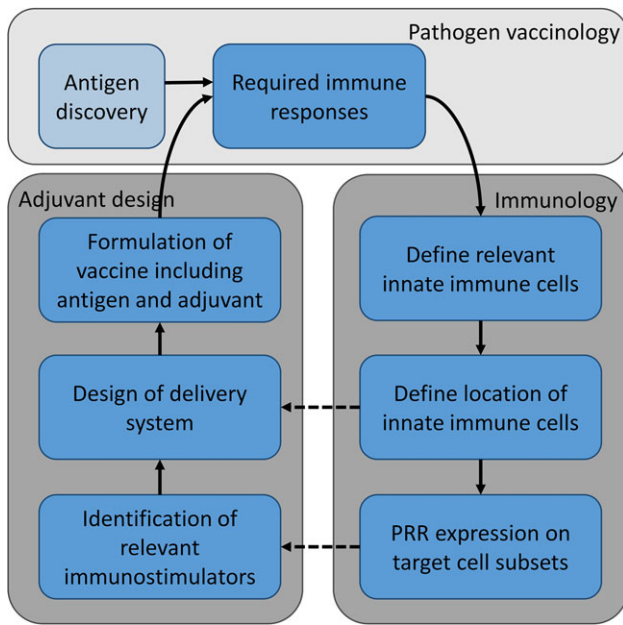 Pathogen vaccinology
Antigen
discovery
Required immune
responses
Adjuvant design
Formulation of
vaccine including
antigen and adjuvant
Design of delivery
system
Identification of
relevant
immunostimulators
Immunology
Define relevant
innate immune cells
Define location of
innate immune cells
PRR expression on
target cell subsets